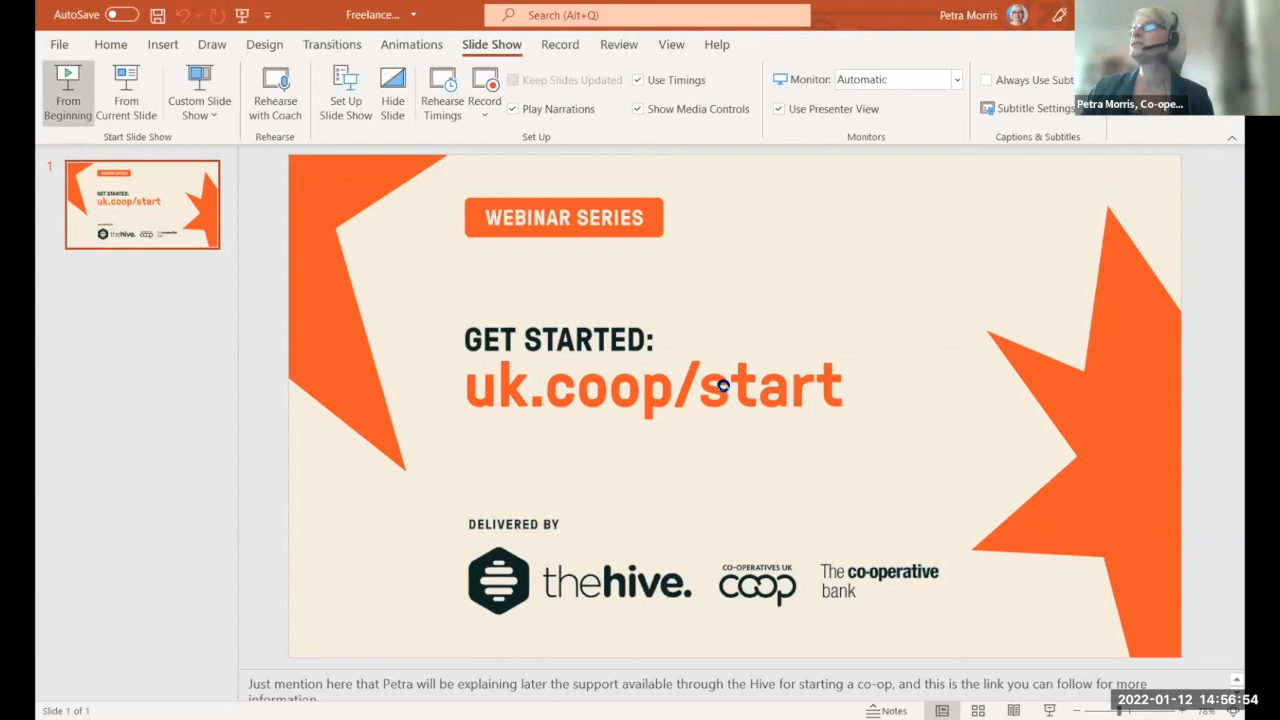 AutoSave
Freelance...
Search (Alt+Q)
Petra Morris
File Home Insert Draw Design Transitions Animations Slide Show Record Review View Help
From Beginning
From Current Slide
Custom Slide Show
Rehearse with Coach
Set Up Slide Show
Hide Slide
Rehearse Timings
Record
Keep Slides Updated
Use Timings
Play Narrations
Show Media Controls
Monitor: Automatic
Use Presenter View
Always Use Subt
Subtitle Settings
Petra Morris, Co-ope...
Start Slide Show
Rehearse
Set Up
Monitors
Captions & Subtitles
1
WEBINAR SERIES
GET STARTED:
uk.coop/start
DELIVERED BY
thehive.
CO-OPERATIVES UK
coop
The co-operative
bank
Just mention here that Petra will be explaining later the support available through the Hive for starting a co-op, and this is the link you can follow for more
information.
Slide 1 of 1
Notes
78%
2022-01-12 14:56:54